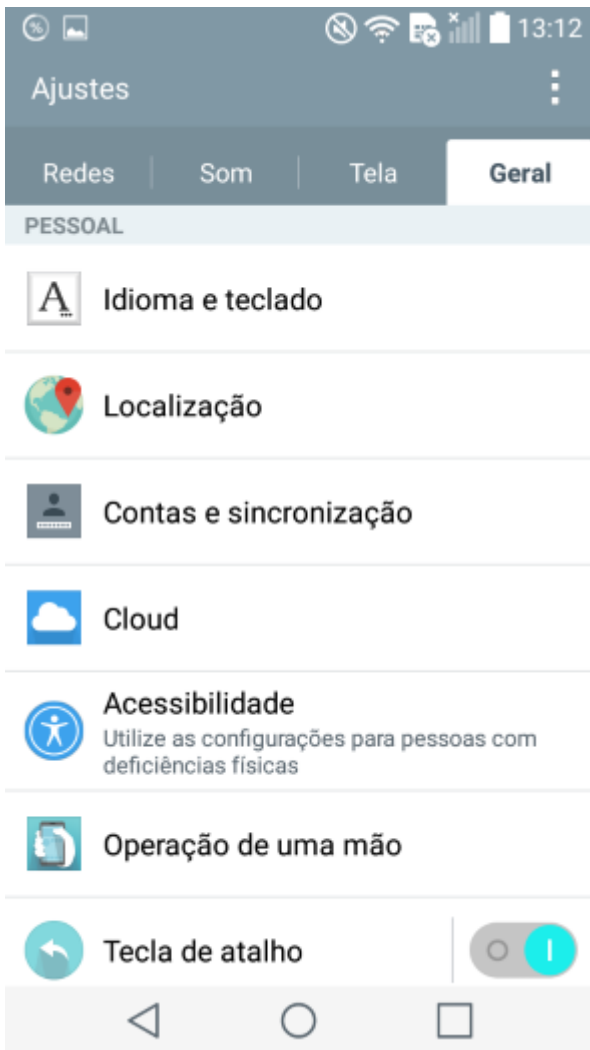 13:12
Ajustes
Redes
Som
Tela
Geral
PESSOAL
Idioma e teclado
Localização
Contas e sincronização
Cloud
Acessibilidade
Utilize as configurações para pessoas com
deficiências físicas
Operação de uma mão
Tecla de atalho